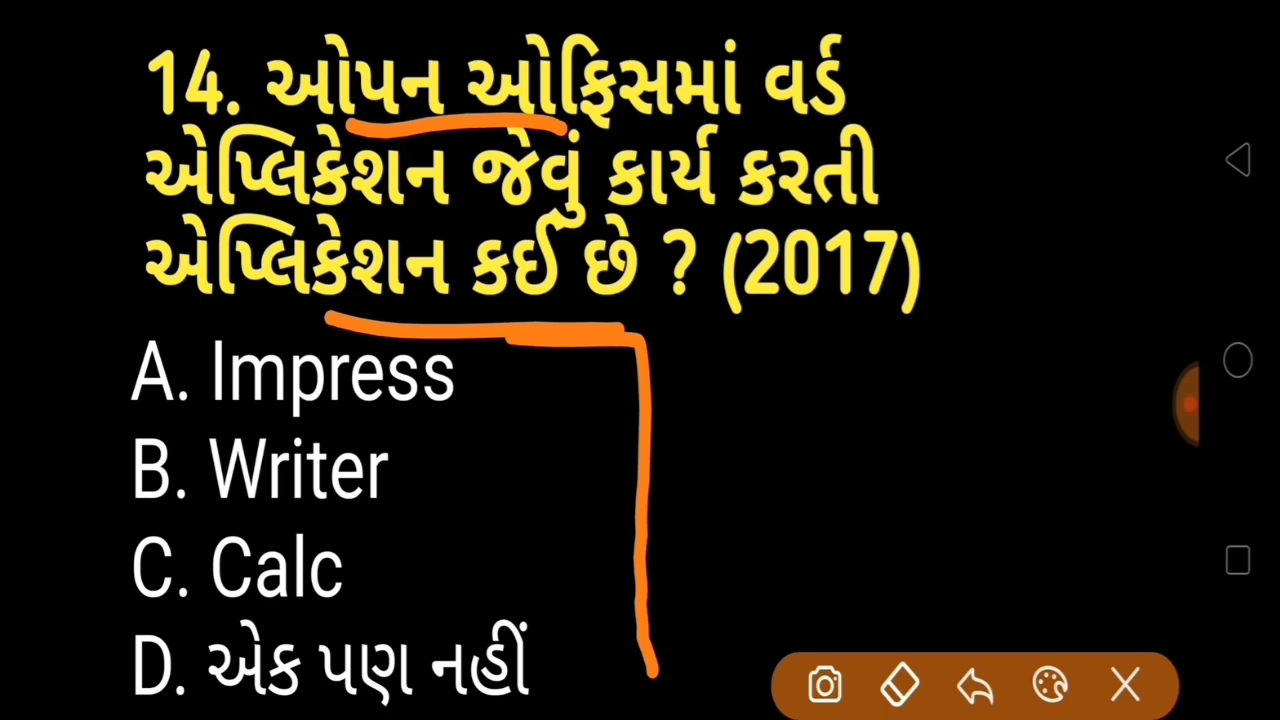 14. ઓપન ઓફિસમાં વર્ડ
એપ્લિકેશન જેવું કાર્ય કરતી
એપ્લિકેશન કઈ છે ? (2017)
A. Impress
B. Writer
C. Calc
D. એક પણ નહીં